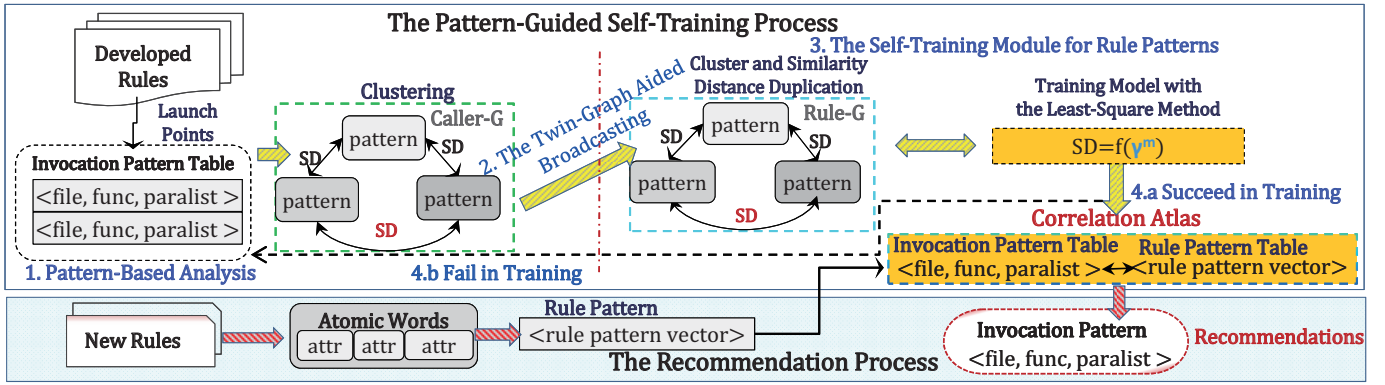 The Pattern-Guided Self-Training Process
Developed
Rules
Launch
Points
Invocation Pattern Table
<file, func, paralist >
<file, func, paralist >
1. Pattern-Based Analysis
Clustering
Caller-G
pattern
SD
SD
pattern
pattern
SD
2. The Twin-Graph Aided
Broadcasting
3. The Self-Training Module for Rule Patterns
Cluster and Similarity
Distance Duplication
Rule-G
pattern
SD
SD
pattern
pattern
SD
Training Model with
the Least-Square Method
SD=f(γᵐ)
4.a Succeed in Training
4.b Fail in Training
Correlation Atlas
Invocation Pattern Table
<file, func, paralist >
Rule Pattern Table
<rule pattern vector>
New Rules
Atomic Words
attr attr attr
Rule Pattern
<rule pattern vector>
The Recommendation Process
Invocation Pattern
<file, func, paralist >
Recommendations